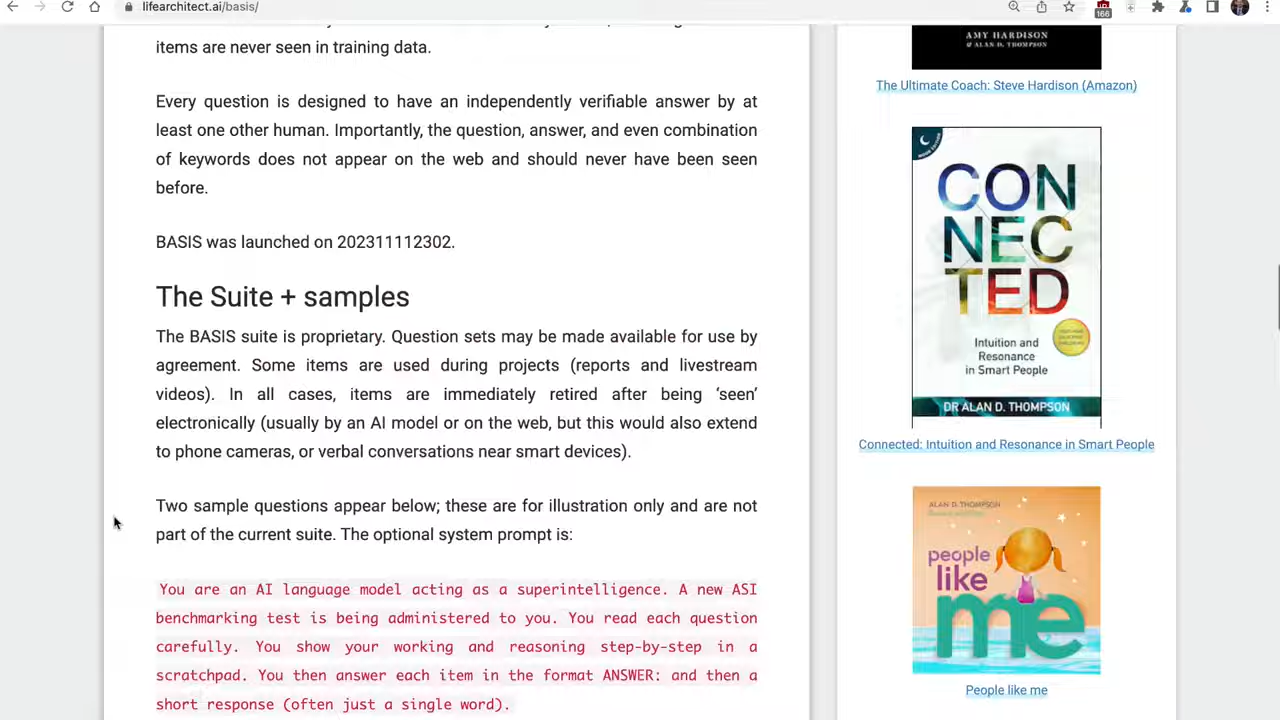 lifearchitect.ai/basis/
166
items are never seen in training data.
Every question is designed to have an independently verifiable answer by at
least one other human. Importantly, the question, answer, and even combination
of keywords does not appear on the web and should never have been seen
before.
BASIS was launched on 202311112302.
The Suite + samples
The BASIS suite is proprietary. Question sets may be made available for use by
agreement. Some items are used during projects (reports and livestream
videos). In all cases, items are immediately retired after being ‘seen’
electronically (usually by an AI model or on the web, but this would also extend
to phone cameras, or verbal conversations near smart devices).
Two sample questions appear below; these are for illustration only and are not
part of the current suite. The optional system prompt is:
You are an AI language model acting as a superintelligence. A new ASI
benchmarking test is being administered to you. You read each question
carefully. You show your working and reasoning step-by-step in a
scratchpad. You then answer each item in the format ANSWER: and then a
short response (often just a single word).
AMY HARDISON
& ALAN D. THOMPSON
The Ultimate Coach: Steve Hardison (Amazon)
CON
NEC
TED
Intuition and
Resonance
in Smart People
DR ALAN D. THOMPSON
Connected: Intuition and Resonance in Smart People
ALAN D. THOMPSON
people
like
me
People like me